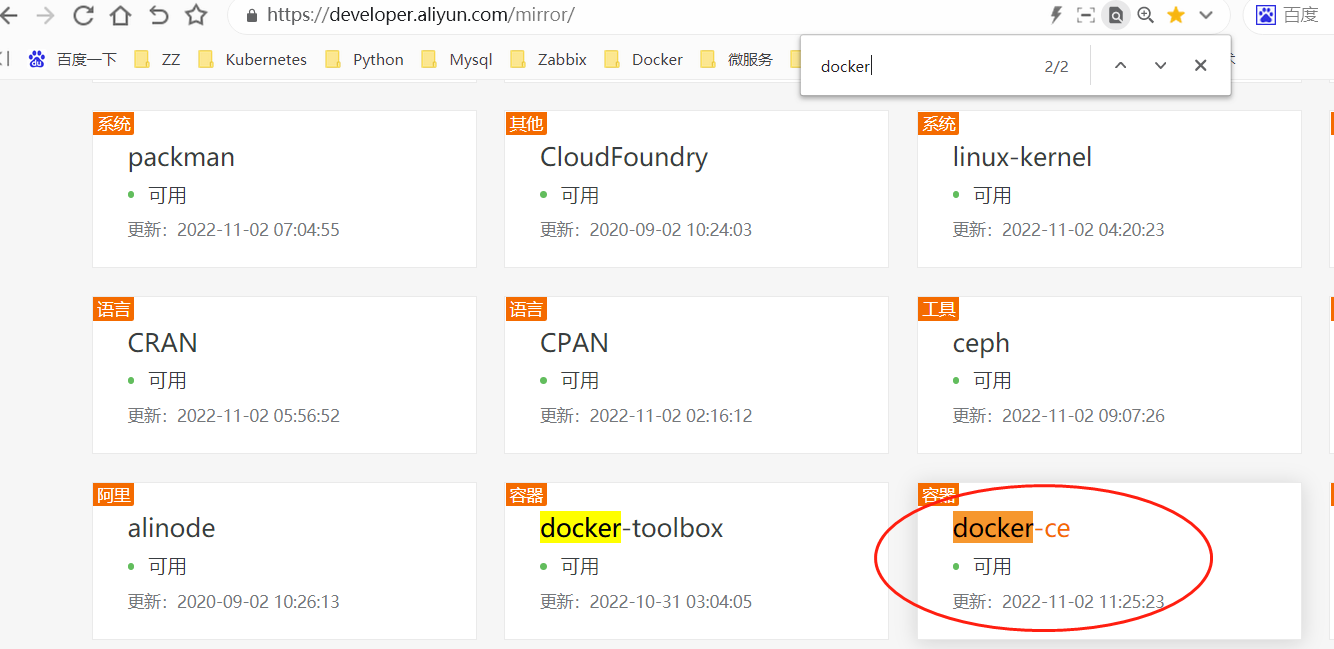 https://developer.aliyun.com/mirror/
百度
百度一下
ZZ
Kubernetes
Python
Mysql
Zabbix
Docker
微服务
docker
2/2
系统
packman
可用
更新：2022-11-02 07:04:55
其他
CloudFoundry
可用
更新：2020-09-02 10:24:03
系统
linux-kernel
可用
更新：2022-11-02 04:20:23
语言
CRAN
可用
更新：2022-11-02 05:56:52
语言
CPAN
可用
更新：2022-11-02 02:16:12
工具
ceph
可用
更新：2022-11-02 09:07:26
阿里
alinode
可用
更新：2020-09-02 10:26:13
容器
docker-toolbox
可用
更新：2022-10-31 03:04:05
容器
docker-ce
可用
更新：2022-11-02 11:25:23